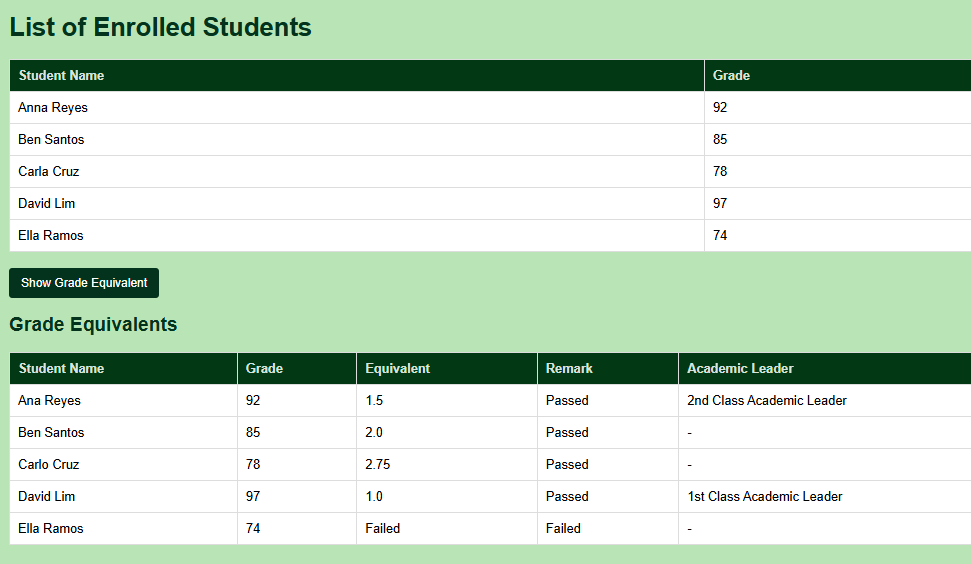 List of Enrolled Students
Student Name Grade
Anna Reyes 92
Ben Santos 85
Carla Cruz 78
David Lim 97
Ella Ramos 74
Show Grade Equivalent
Grade Equivalents
Student Name Grade Equivalent Remark Academic Leader
Ana Reyes 92 1.5 Passed 2nd Class Academic Leader
Ben Santos 85 2.0 Passed -
Carlo Cruz 78 2.75 Passed -
David Lim 97 1.0 Passed 1st Class Academic Leader
Ella Ramos 74 Failed Failed -